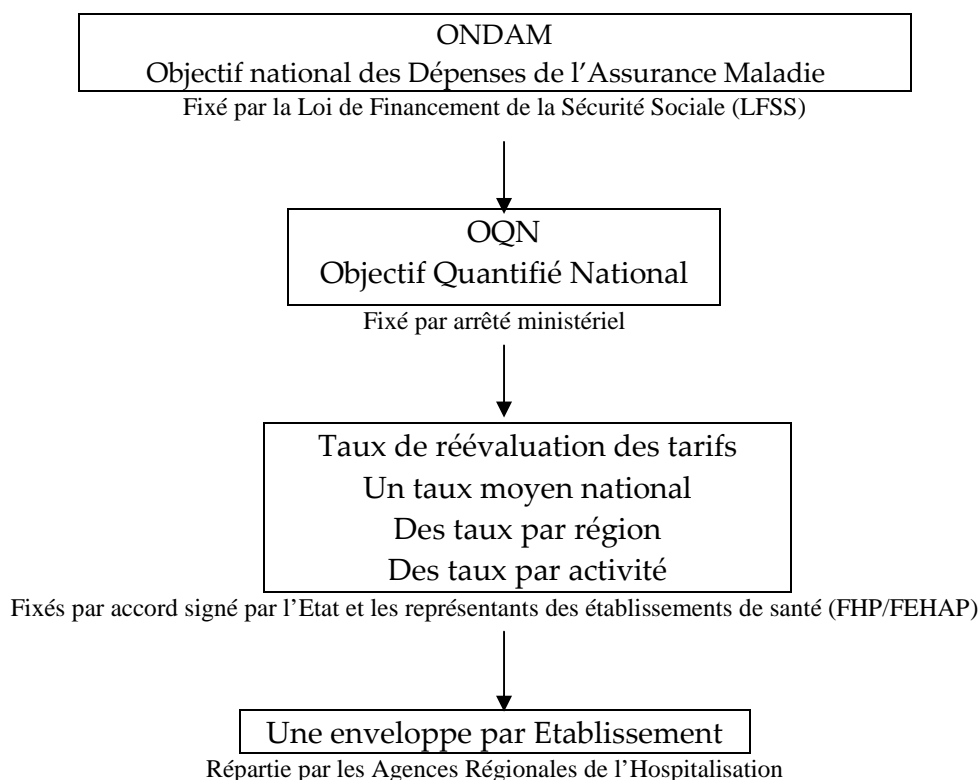 ONDAM
Objectif national des Dépenses de l’Assurance Maladie
Fixé par la Loi de Financement de la Sécurité Sociale (LFSS)
OQN
Objectif Quantifié National
Fixé par arrêté ministériel
Taux de réévaluation des tarifs
Un taux moyen national
Des taux par région
Des taux par activité
Fixés par accord signé par l’Etat et les représentants des établissements de santé (FHP/FEHAP)
Une enveloppe par Etablissement
Répartie par les Agences Régionales de l’Hospitalisation